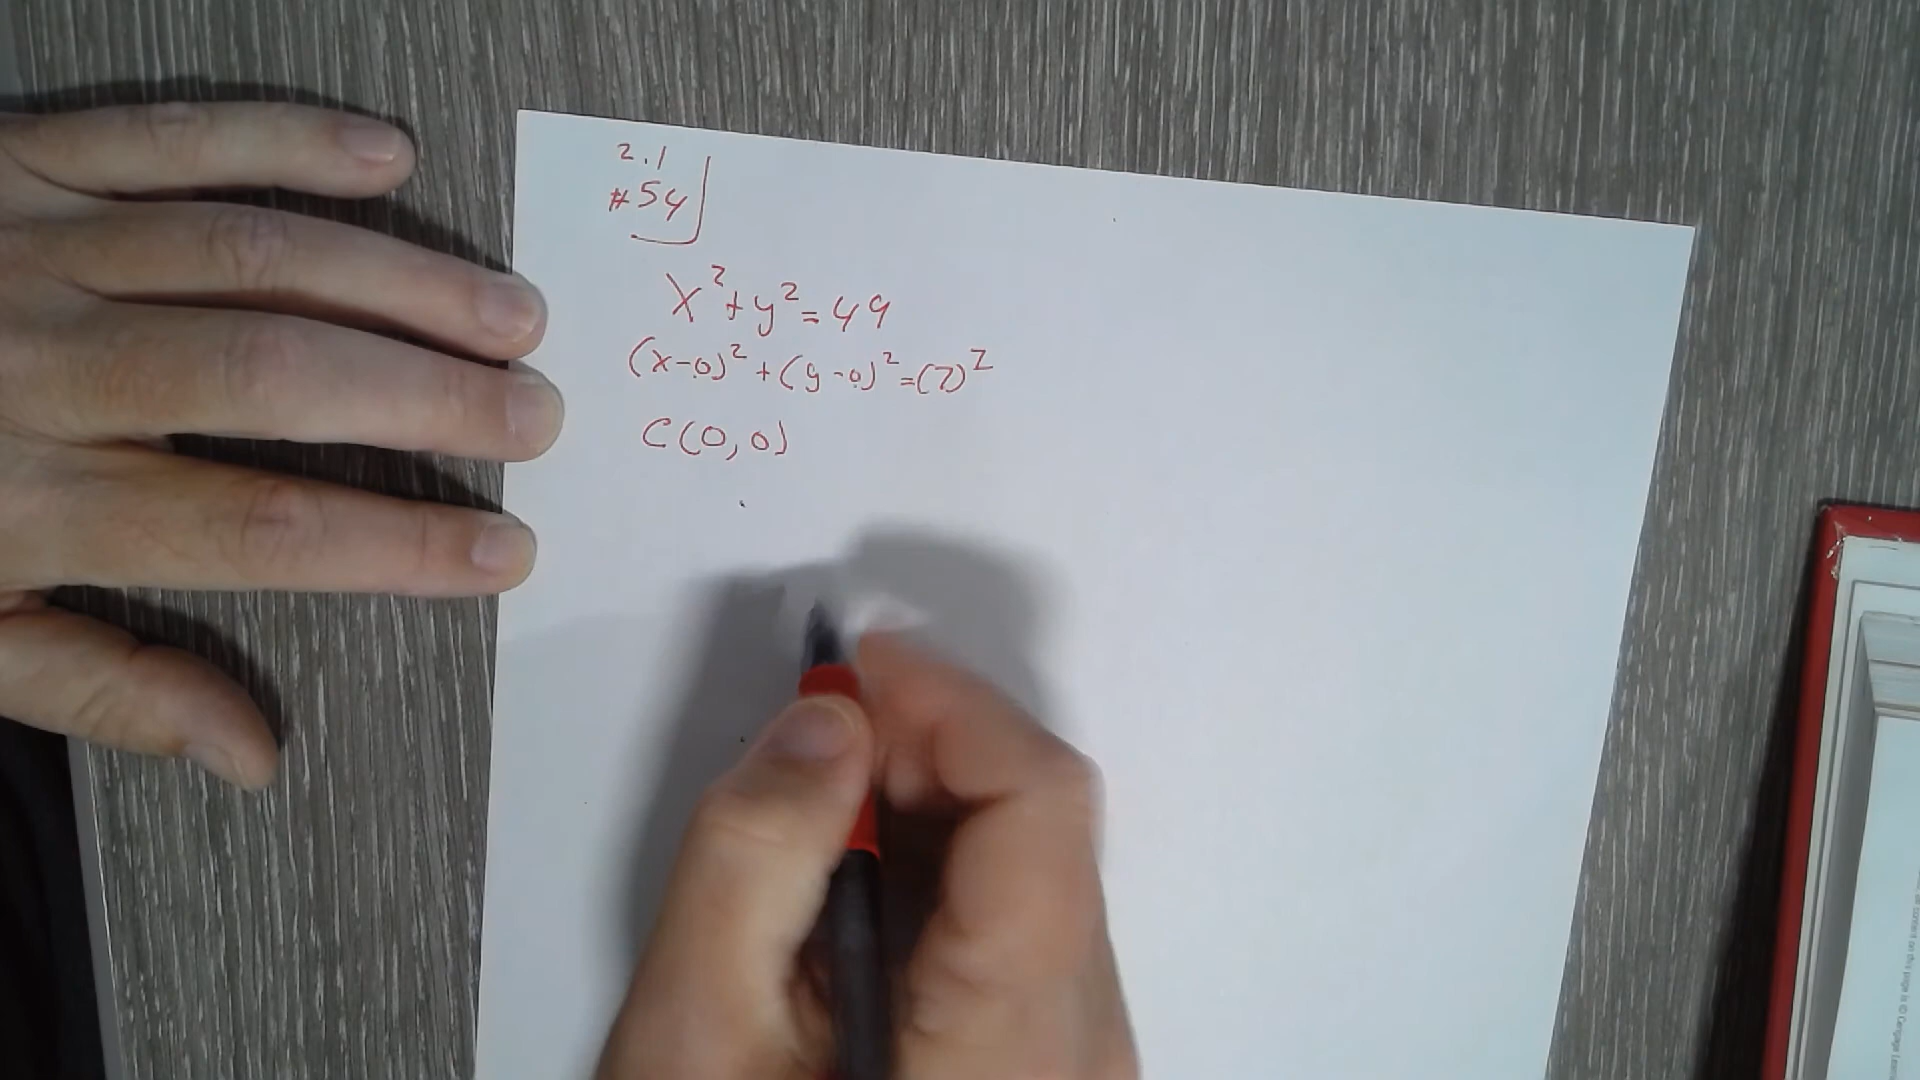 2.1
#54
x²+y²=49
(x-0)²+(y-0)²=(7)²
C(0,0)